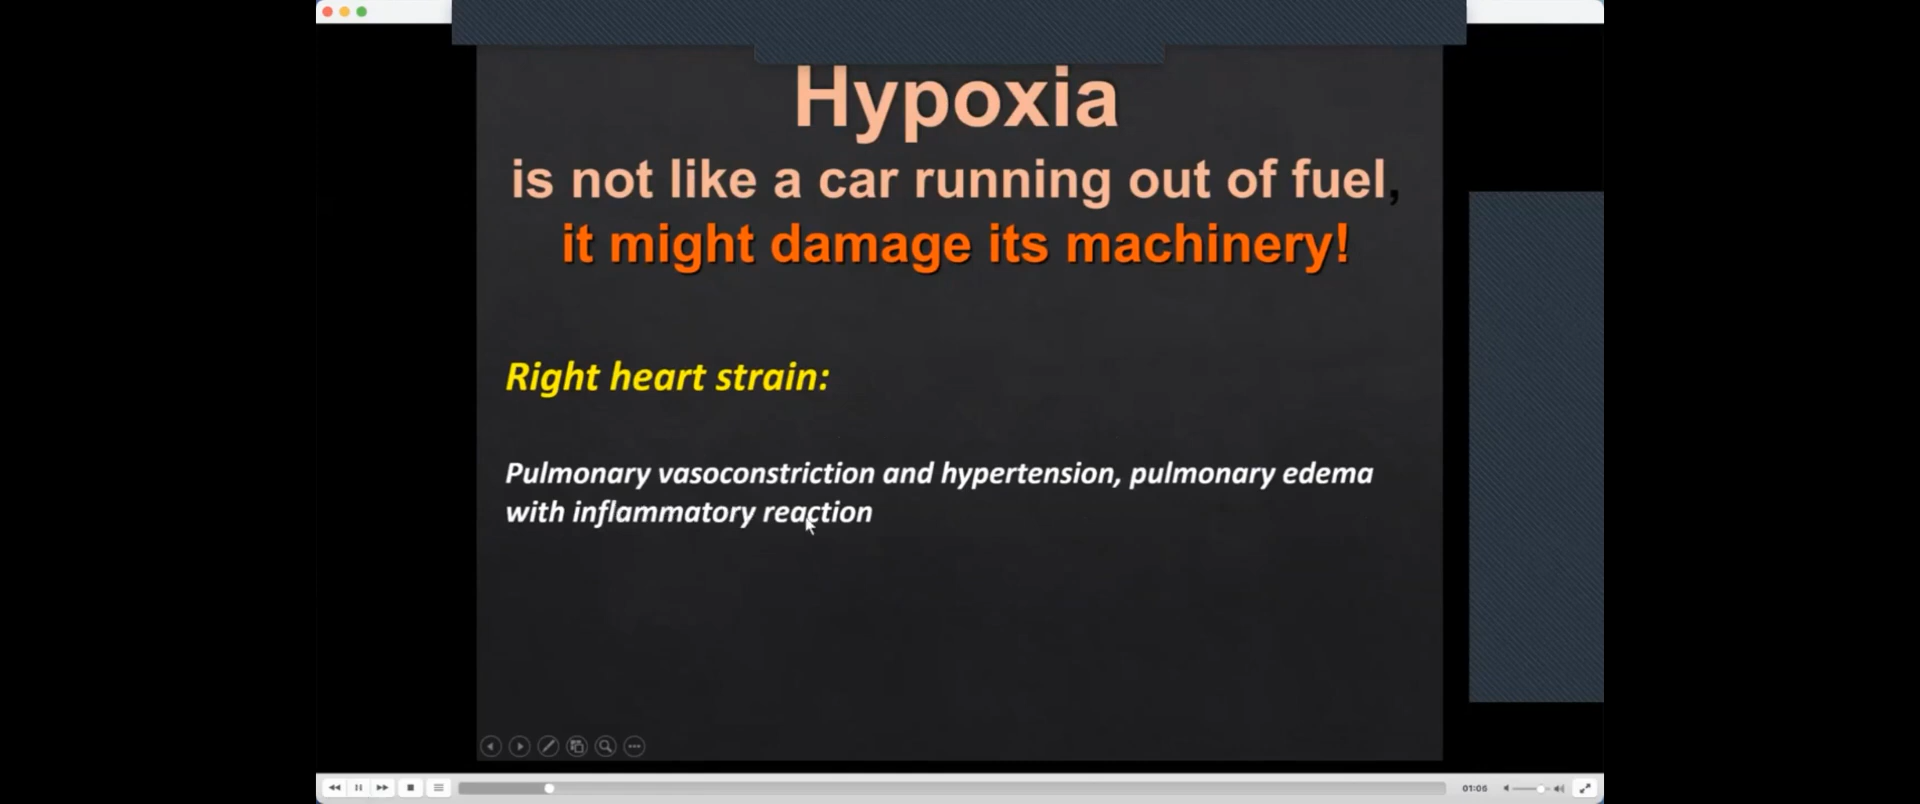 Hypoxia
is not like a car running out of fuel,
it might damage its machinery!
Right heart strain:
Pulmonary vasoconstriction and hypertension, pulmonary edema
with inflammatory reaction
01:06